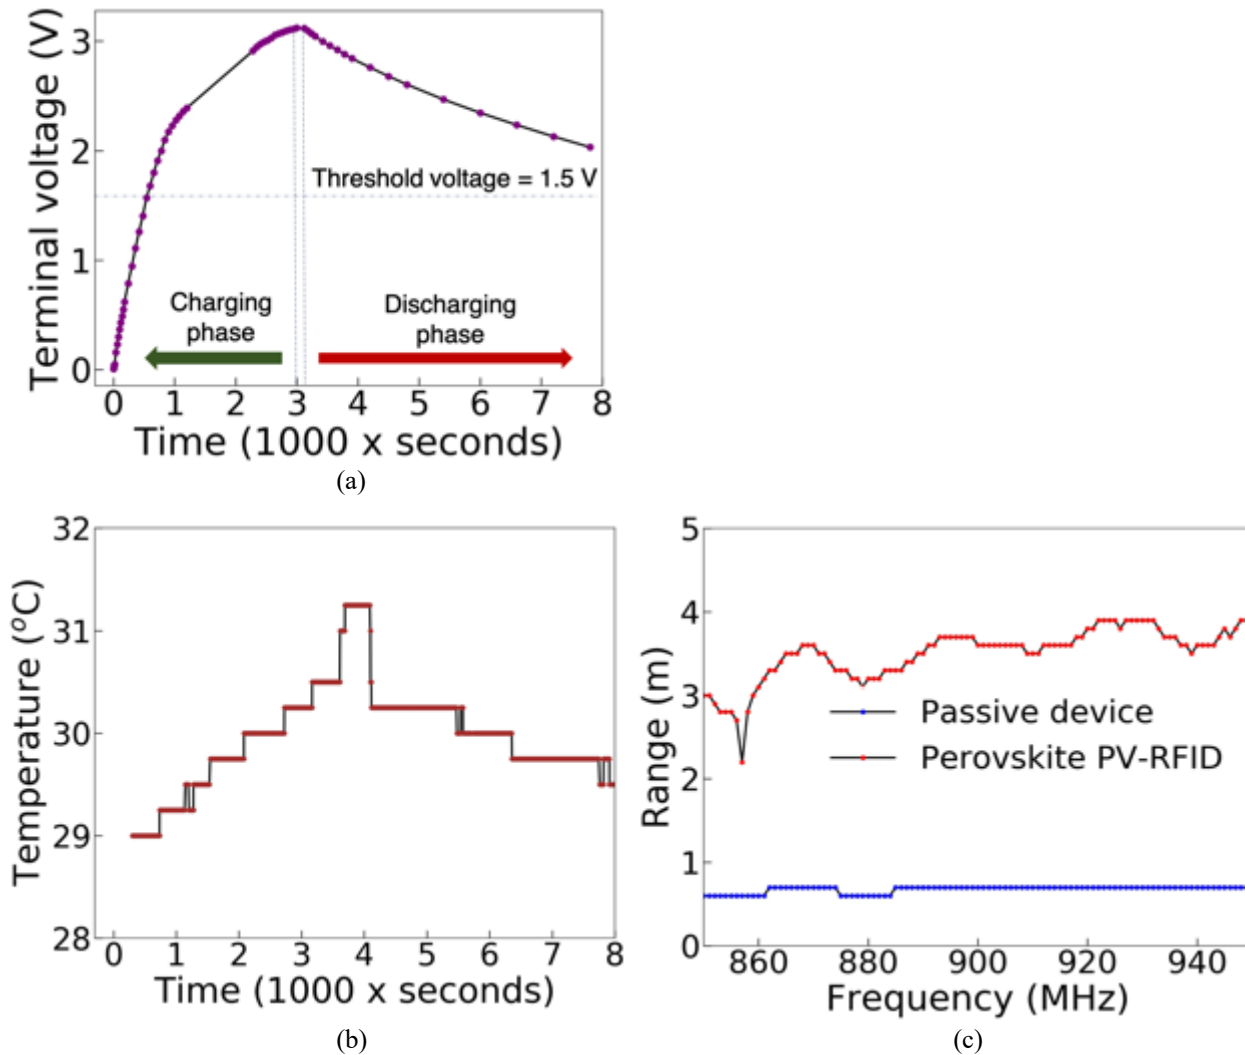 Terminal voltage (V)
3
2
1
0
Threshold voltage = 1.5 V
Charging
phase
Discharging
phase
0 1 2 3 4 5 6 7 8
Time (1000 x seconds)
(a)
Temperature (°C)
32
31
30
29
28
0 1 2 3 4 5 6 7 8
Time (1000 x seconds)
(b)
Range (m)
5
4
3
2
1
0
Passive device
Perovskite PV-RFID
860 880 900 920 940
Frequency (MHz)
(c)